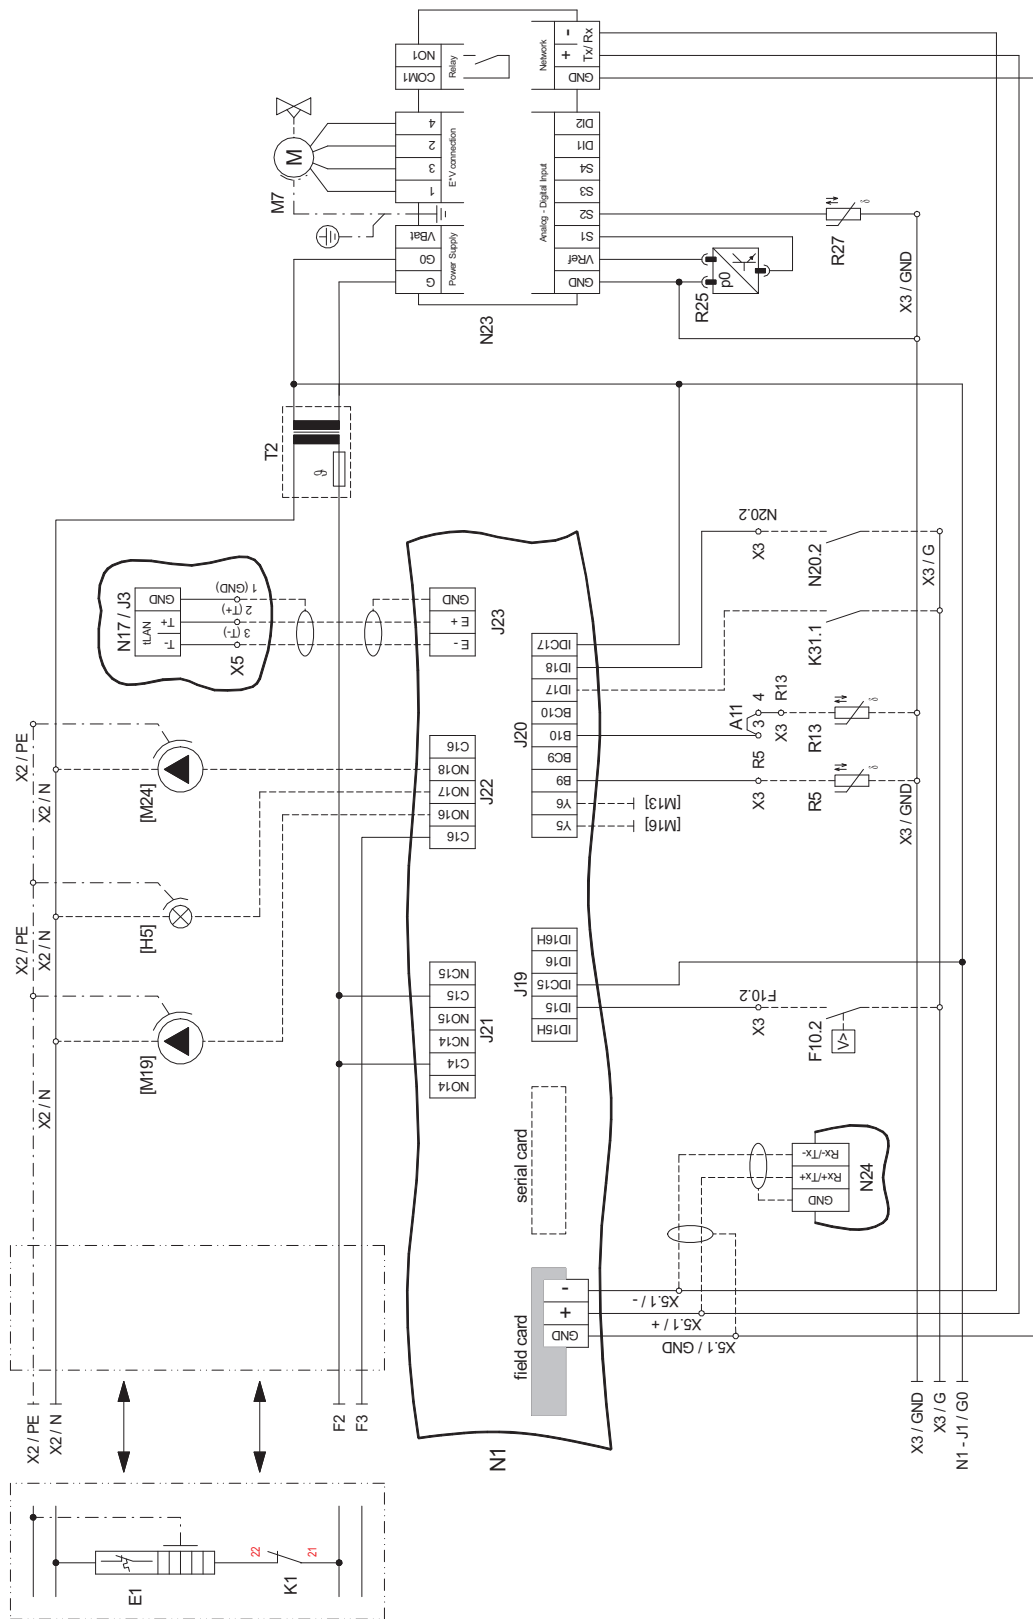 E1
K1
22
21
X2 / PE
X2 / N
F2
F3
N1
X3 / GND
X3 / G
N1 - J1 / G0
field card
GND
+
-
X5.1 / GND
X5.1 / +
X5.1 / -
serial card
N24
GND
Rx+/Tx+
Rx-/Tx-
X2 / N
[M19]
X2 / PE
X2 / N
[H5]
X2 / PE
X2 / N
[M24]
J21
NO14
C14
NC14
NO15
C15
NC15
J22
C16
NO16
NO17
NO18
C16
J23
E -
E +
GND
J19
ID15H
ID15
IDC15
ID16
ID16H
F10.2
X3
F10.2
V>
J20
Y5
Y6
B9
BC9
B10
BC10
ID17
ID18
IDC17
[M16]
[M13]
X3 / GND
X3
R5
R5
A11
3
4
X3
R13
R13
K31.1
X3
N20.2
N20.2
X3 / G
X5
3 (T-)
2 (T+)
1 (GND)
N17 / J3
tLAN
T-
T+
GND
T2
ϑ
N23
Power Supply
G
G0
VBat
E*V connection
1
3
2
4
Relay
COM1
NO1
M7
M
Analog - Digital Input
GND
VRef
S1
S2
S3
S4
DI1
DI2
Network
GND
+
-
Tx/ Rx
R25
p0
R27
X3 / GND
δ
δ
δ